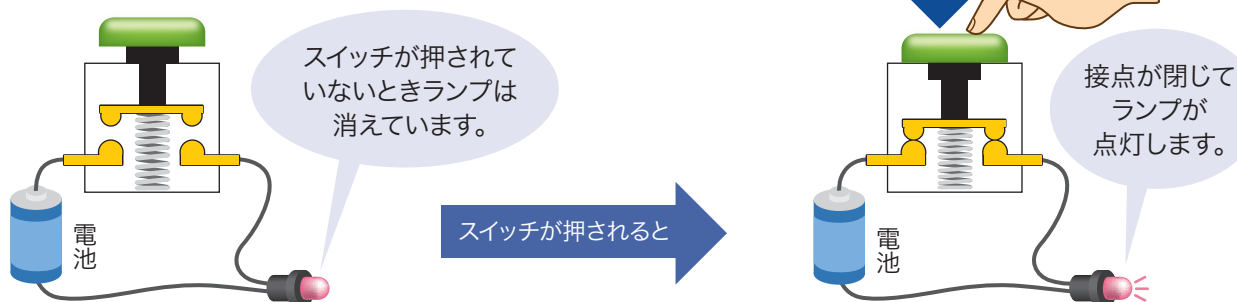 スイッチが押されて
いないときランプは
消えています。
電池
スイッチが押されると
接点が閉じて
ランプが
点灯します。
電池